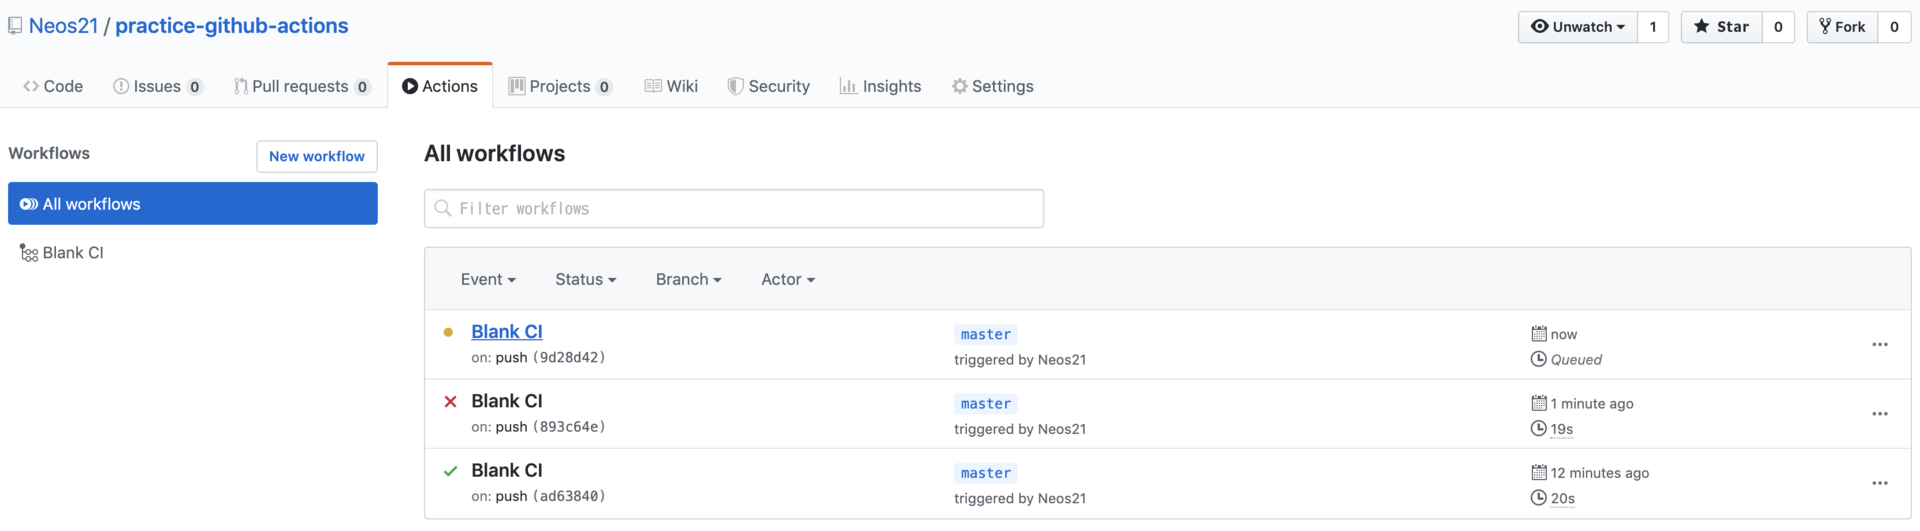 Neos21 / practice-github-actions
Unwatch 1 Star 0 Fork 0
Code Issues 0 Pull requests 0 Actions Projects 0 Wiki Security Insights Settings
Workflows
New workflow
All workflows
Blank CI
All workflows
Filter workflows
Event Status Branch Actor
Blank CI
on: push (9d28d42)
master
triggered by Neos21
now
Queued
Blank CI
on: push (893c64e)
master
triggered by Neos21
1 minute ago
19s
Blank CI
on: push (ad63840)
master
triggered by Neos21
12 minutes ago
20s